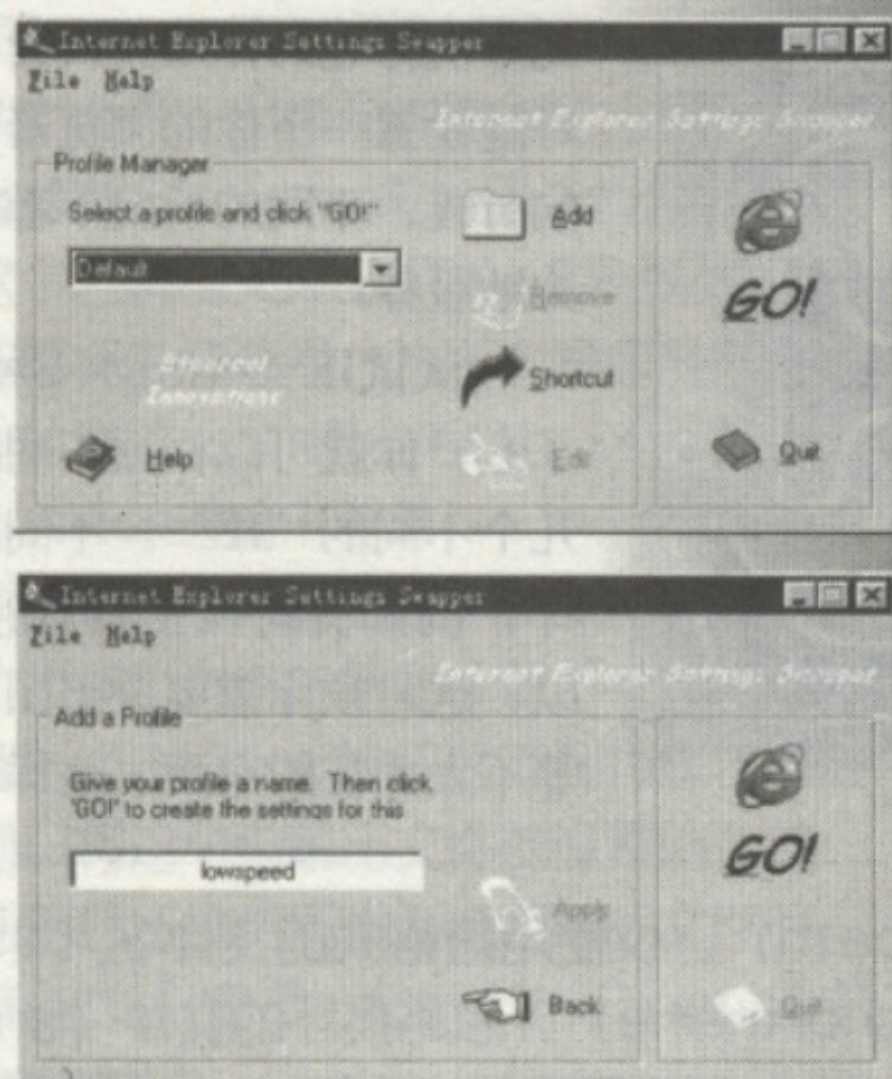 Internet Explorer Settings Swapper
File Help
Internet Explorer Settings Swapper
Profile Manager
Select a profile and click "GO!"
Default
Add
Remove
Shortcut
Edit
Ethereal
Innovations
Help
GO!
Quit
Internet Explorer Settings Swapper
File Help
Internet Explorer Settings Swapper
Add a Profile
Give your profile a name. Then click
'GO!" to create the settings for this
lowspeed
Apply
Back
GO!
Quit